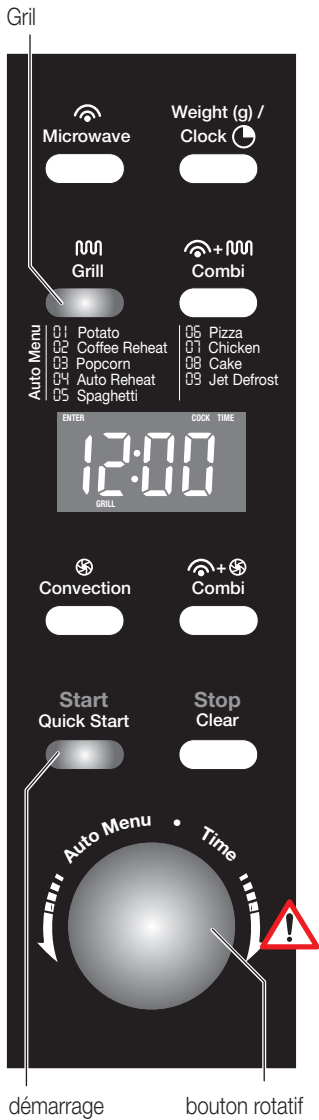 Gril
Microwave
Weight (g) /
Clock
Grill
+
Combi
Auto Menu
01 Potato
02 Coffee Reheat
03 Popcorn
04 Auto Reheat
05 Spaghetti
06 Pizza
07 Chicken
08 Cake
09 Jet Defrost
ENTER COCK TIME
12:00
GRILL
Convection
+
Combi
Start
Quick Start
Stop
Clear
Auto Menu • Time
!
démarrage
bouton rotatif